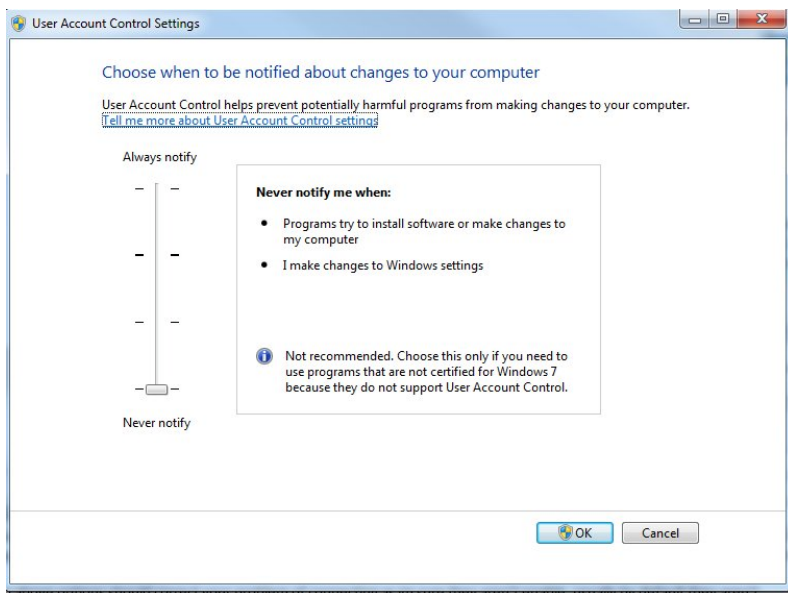 User Account Control Settings
Choose when to be notified about changes to your computer
User Account Control helps prevent potentially harmful programs from making changes to your computer.
Tell me more about User Account Control settings
Always notify
Never notify me when:
Programs try to install software or make changes to
my computer
I make changes to Windows settings
Not recommended. Choose this only if you need to
use programs that are not certified for Windows 7
because they do not support User Account Control.
Never notify
OK
Cancel